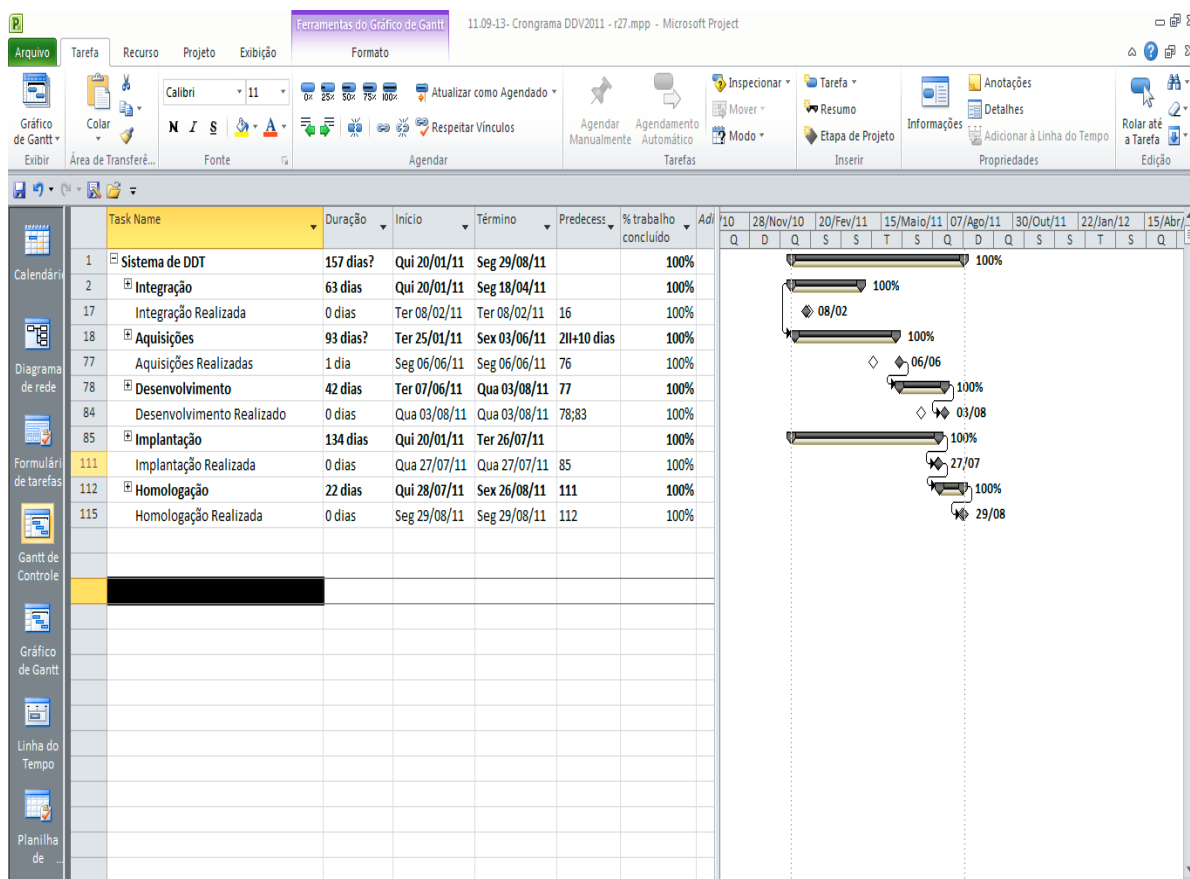 Ferramentas do Gráfico de Gantt
11.09-13- Crongrama DDV2011 - r27.mpp - Microsoft Project
Arquivo Tarefa Recurso Projeto Exibição Formato
Gráfico de Gantt
Exibir
Colar
Área de Transferê...
Calibri 11
N I S
Fonte
0% 25% 50% 75% 100%
Atualizar como Agendado
Respeitar Vínculos
Agendar
Agendar Manualmente
Agendamento Automático
Inspecionar
Mover
Modo
Tarefas
Tarefa
Resumo
Etapa de Projeto
Inserir
Informações
Anotações
Detalhes
Adicionar à Linha do Tempo
Propriedades
Rolar até a Tarefa
Edição
Task Name Duração Início Término Predecess % trabalho concluído Adi
1 Sistema de DDT 157 dias? Qui 20/01/11 Seg 29/08/11 100%
2 Integração 63 dias Qui 20/01/11 Seg 18/04/11 100%
17 Integração Realizada 0 dias Ter 08/02/11 Ter 08/02/11 16 100%
18 Aquisições 93 dias? Ter 25/01/11 Sex 03/06/11 2II+10 dias 100%
77 Aquisições Realizadas 1 dia Seg 06/06/11 Seg 06/06/11 76 100%
78 Desenvolvimento 42 dias Ter 07/06/11 Qua 03/08/11 77 100%
84 Desenvolvimento Realizado 0 dias Qua 03/08/11 Qua 03/08/11 78;83 100%
85 Implantação 134 dias Qui 20/01/11 Ter 26/07/11 100%
111 Implantação Realizada 0 dias Qua 27/07/11 Qua 27/07/11 85 100%
112 Homologação 22 dias Qui 28/07/11 Sex 26/08/11 111 100%
115 Homologação Realizada 0 dias Seg 29/08/11 Seg 29/08/11 112 100%
/10 28/Nov/10 20/Fev/11 15/Maio/11 07/Ago/11 30/Out/11 22/Jan/12 15/Abr/
Q D Q S S T S Q D Q S S T S Q
100%
100%
08/02
100%
06/06
100%
03/08
100%
27/07
100%
29/08
Calendári
Diagrama de rede
Formulári de tarefas
Gantt de Controle
Gráfico de Gantt
Linha do Tempo
Planilha de ...